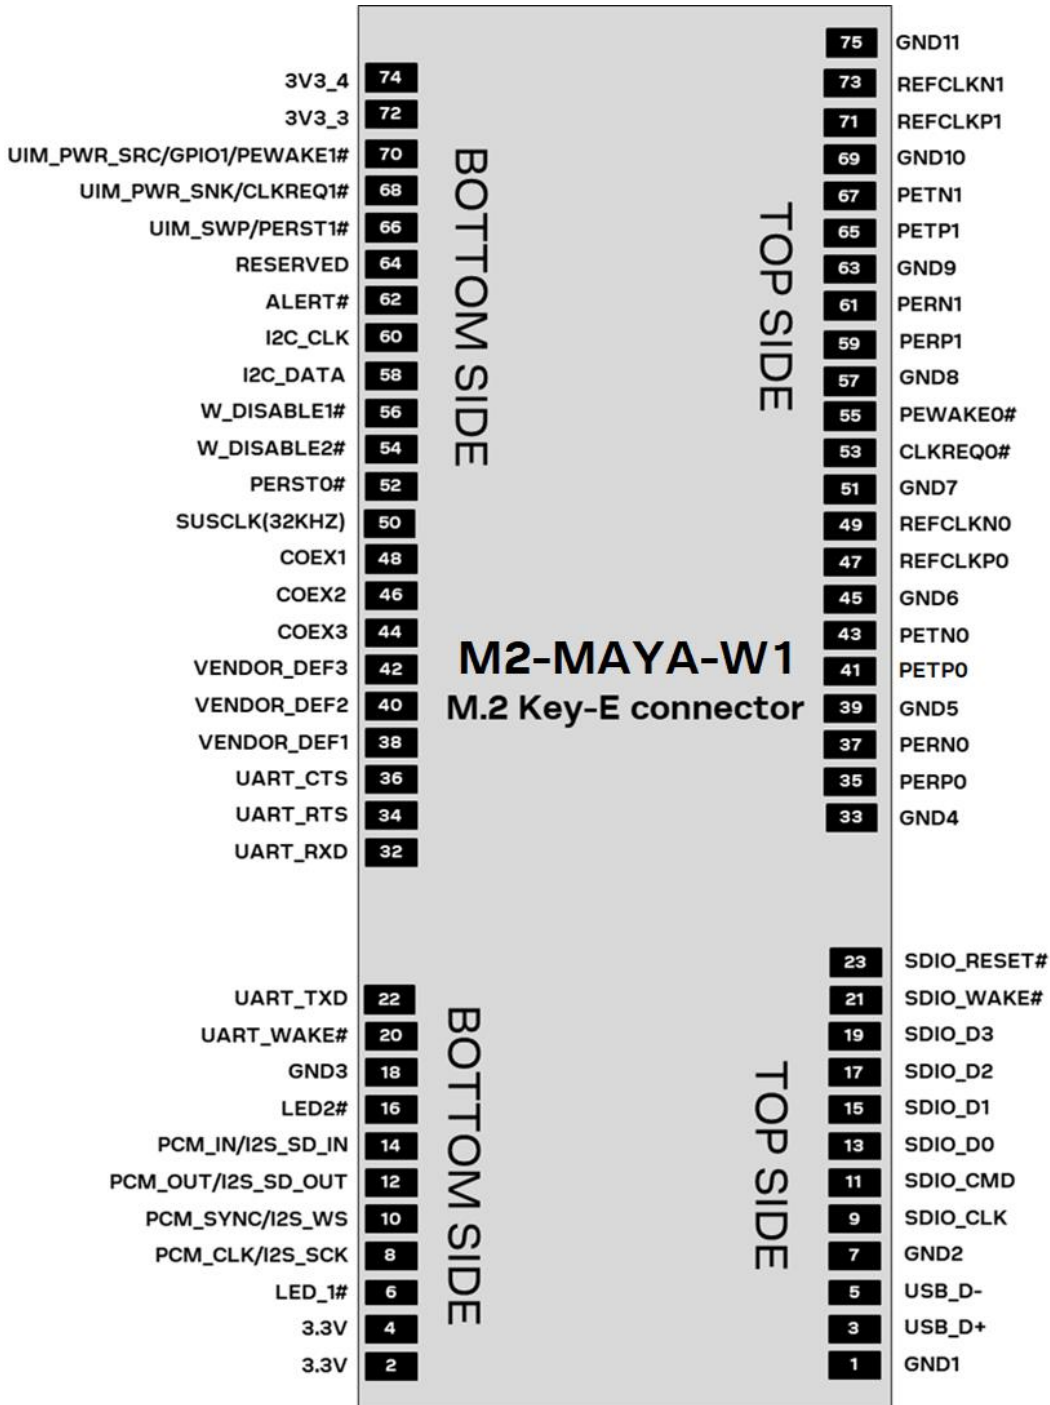 75 GND11
3V3_4 74 73 REFCLKN1
3V3_3 72 71 REFCLKP1
UIM_PWR_SRC/GPIO1/PEWAKE1# 70 69 GND10
UIM_PWR_SNK/CLKREQ1# 68 67 PETN1
UIM_SWP/PERST1# 66 65 PETP1
RESERVED 64 63 GND9
ALERT# 62 61 PERN1
I2C_CLK 60 59 PERP1
I2C_DATA 58 57 GND8
W_DISABLE1# 56 55 PEWAKE0#
W_DISABLE2# 54 53 CLKREQ0#
PERST0# 52 51 GND7
SUSCLK(32KHZ) 50 49 REFCLKN0
COEX1 48 47 REFCLKP0
COEX2 46 45 GND6
COEX3 44 43 PETN0
VENDOR_DEF3 42 41 PETP0
VENDOR_DEF2 40 39 GND5
VENDOR_DEF1 38 37 PERN0
UART_CTS 36 35 PERP0
UART_RTS 34 33 GND4
UART_RXD 32
BOTTOM SIDE
TOP SIDE
M2-MAYA-W1
M.2 Key-E connector
23 SDIO_RESET#
UART_TXD 22 21 SDIO_WAKE#
UART_WAKE# 20 19 SDIO_D3
GND3 18 17 SDIO_D2
LED2# 16 15 SDIO_D1
PCM_IN/I2S_SD_IN 14 13 SDIO_D0
PCM_OUT/I2S_SD_OUT 12 11 SDIO_CMD
PCM_SYNC/I2S_WS 10 9 SDIO_CLK
PCM_CLK/I2S_SCK 8 7 GND2
LED_1# 6 5 USB_D-
3.3V 4 3 USB_D+
3.3V 2 1 GND1
BOTTOM SIDE
TOP SIDE